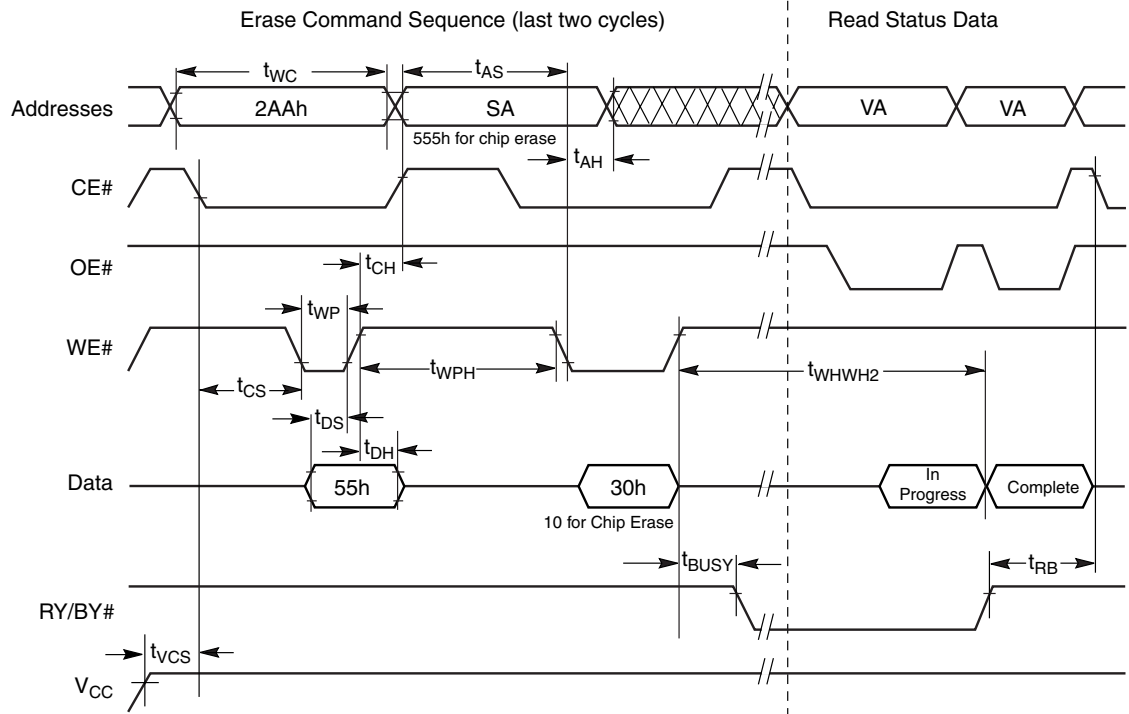 Erase Command Sequence (last two cycles)
Read Status Data
tWC
tAS
Addresses
2AAh
SA
VA
VA
555h for chip erase
tAH
CE#
OE#
tCH
tWP
WE#
tWPH
tWHWH2
tCS
tDS
tDH
Data
55h
30h
In
Progress
Complete
10 for Chip Erase
tBUSY
tRB
RY/BY#
tVCS
VCC